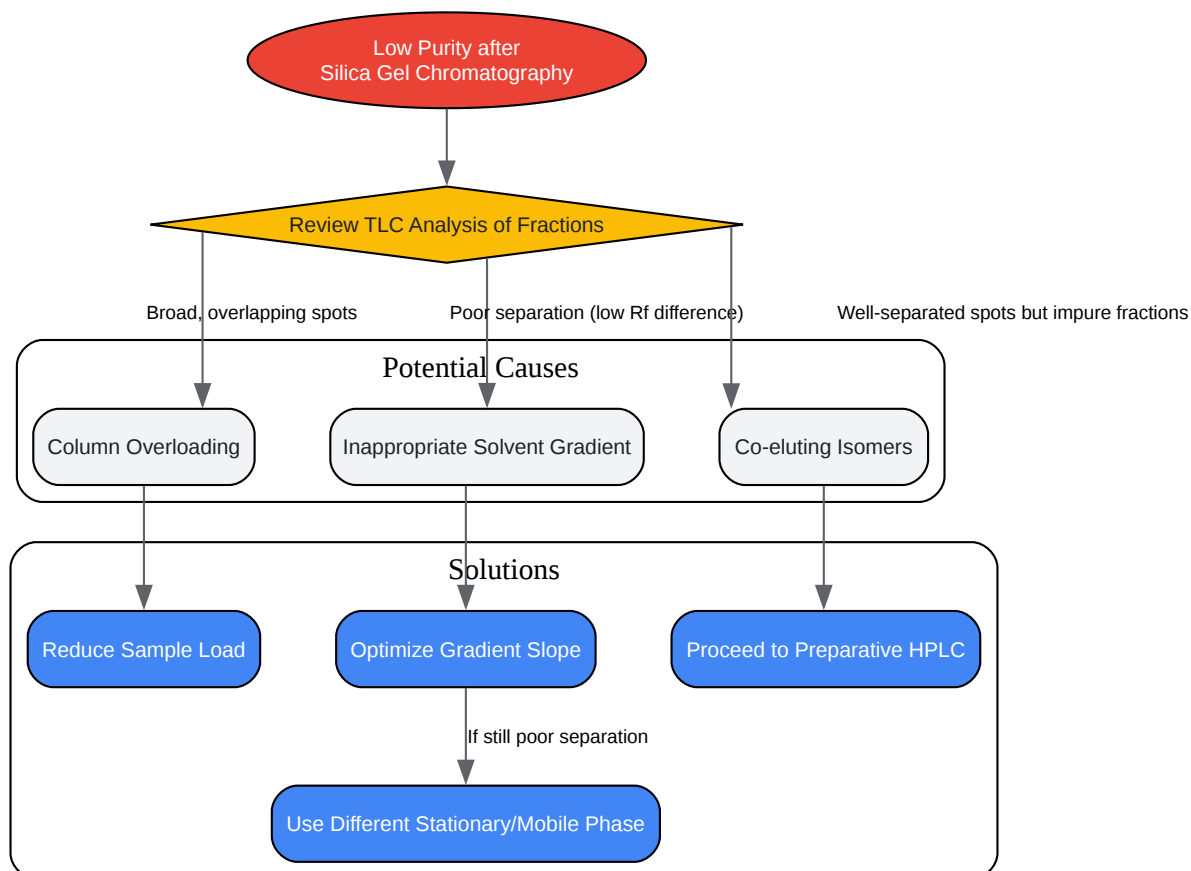 Low Purity after
Silica Gel Chromatography
Review TLC Analysis of Fractions
Broad, overlapping spots
Poor separation (low Rf difference)
Well-separated spots but impure fractions
Potential Causes
Column Overloading
Inappropriate Solvent Gradient
Co-eluting Isomers
Solutions
Reduce Sample Load
Optimize Gradient Slope
Proceed to Preparative HPLC
If still poor separation
Use Different Stationary/Mobile Phase